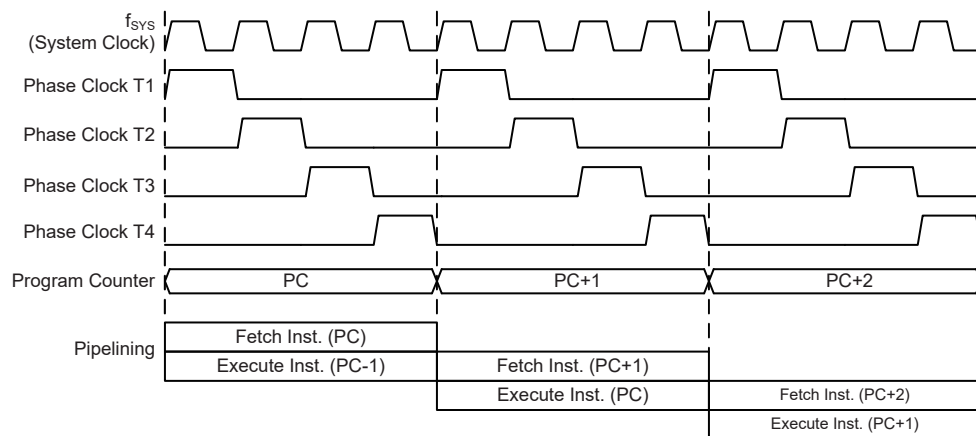 fSYS
(System Clock)
Phase Clock T1
Phase Clock T2
Phase Clock T3
Phase Clock T4
Program Counter PC PC+1 PC+2
Pipelining
Fetch Inst. (PC)
Execute Inst. (PC-1) Fetch Inst. (PC+1)
Execute Inst. (PC) Fetch Inst. (PC+2)
Execute Inst. (PC+1)